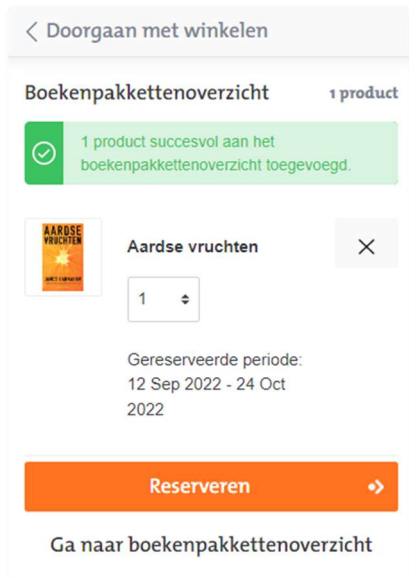 Doorgaan met winkelen
Boekenpakkettenoverzicht 1 product
1 product succesvol aan het
boekenpakkettenoverzicht toegevoegd.
AARDSE
VRUCHTEN
Aardse vruchten
1
Gereserveerde periode:
12 Sep 2022 - 24 Oct
2022
Reserveren
Ga naar boekenpakkettenoverzicht